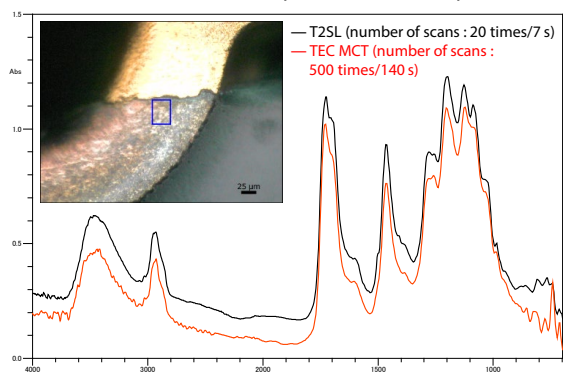 T2SL (number of scans : 20 times/7 s)
TEC MCT (number of scans :
500 times/140 s)
1.5
Abs
25 µm
1.0
0.5
0.0
4000
3000
2000
1500
1000